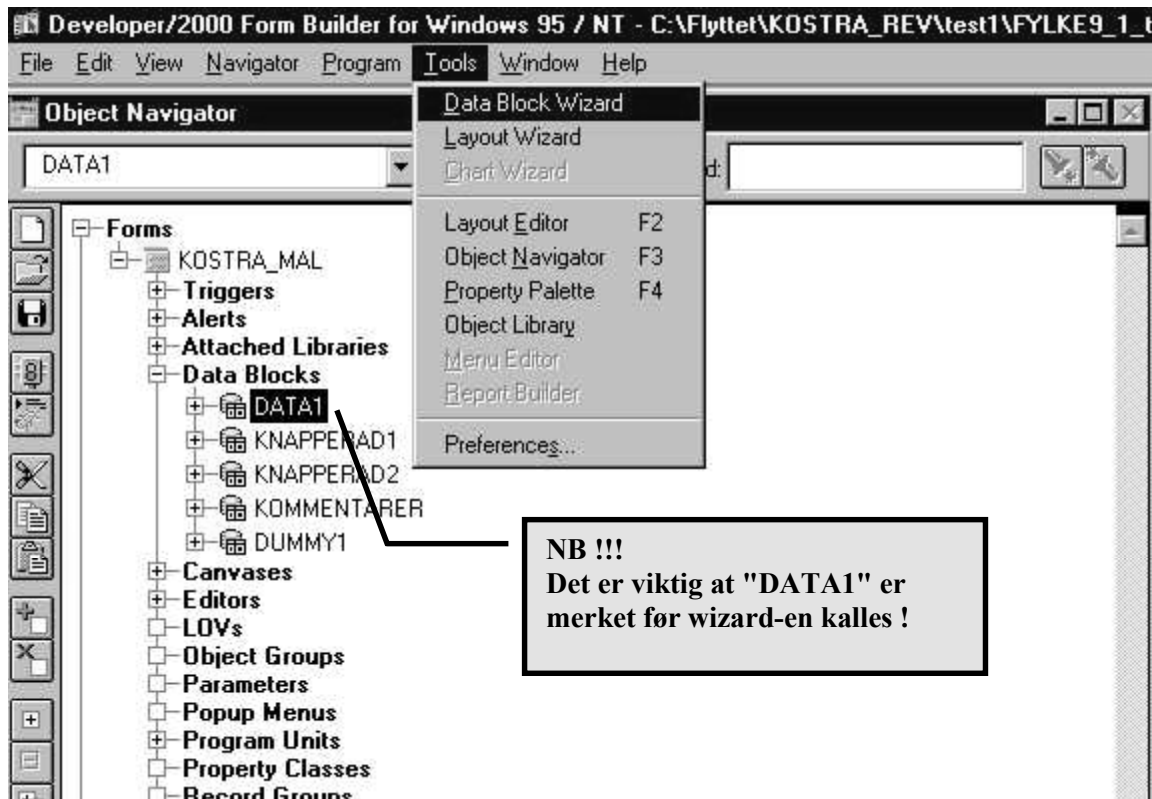 Developer/2000 Form Builder for Windows 95 / NT - C:\Flyttet\KOSTRA_REV\test1\FYLKE9_1_t
File Edit View Navigator Program Tools Window Help
Object Navigator
DATA1
d:
Data Block Wizard
Layout Wizard
Chart Wizard
Layout Editor F2
Object Navigator F3
Property Palette F4
Object Library
Menu Editor
Report Builder
Preferences...
Forms
KOSTRA_MAL
Triggers
Alerts
Attached Libraries
Data Blocks
DATA1
KNAPPERAD1
KNAPPERAD2
KOMMENTARER
DUMMY1
Canvases
Editors
LOVs
Object Groups
Parameters
Popup Menus
Program Units
Property Classes
Record Groups
NB !!!
Det er viktig at "DATA1" er
merket før wizard-en kalles !